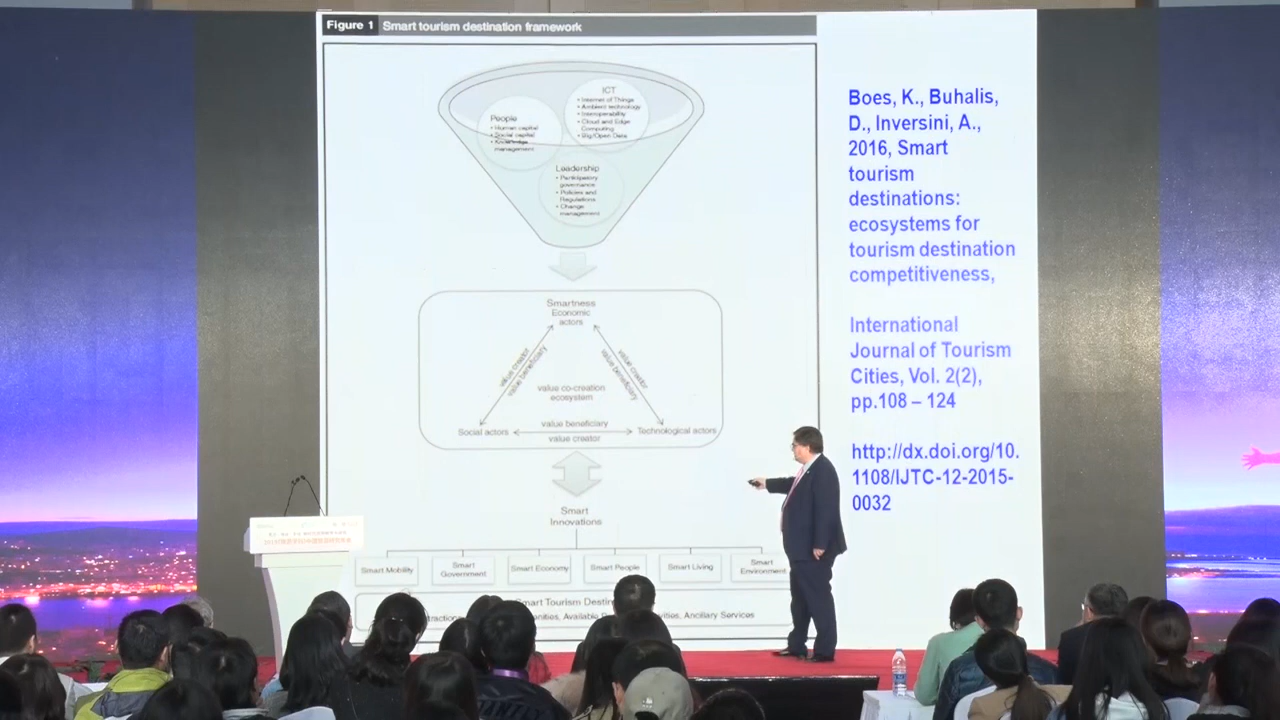 Figure 1 Smart tourism destination framework
ICT
• Internet of Things
• Ambient technology
• Interoperability
• Cloud and Edge
Computing
• Big/Open Data
People
• Human capital
• Social capital
• Knowledge
management
Leadership
• Participatory
governance
• Policies and
Regulations
• Change
management
Smartness
Economic
actors
value creator
value beneficiary
value creator
value beneficiary
value co-creation
ecosystem
value beneficiary
Social actors
Technological actors
value creator
Smart
Innovations
Smart Mobility
Smart
Government
Smart Economy
Smart People
Smart Living
Smart
Environment
Smart Tourism
Available
Ancillary Services
Boes, K., Buhalis,
D., Inversini, A.,
2016, Smart
tourism
destinations:
ecosystems for
tourism destination
competitiveness,
International
Journal of Tourism
Cities, Vol. 2(2),
pp.108 – 124
http://dx.doi.org/10.
1108/IJTC-12-2015-
0032